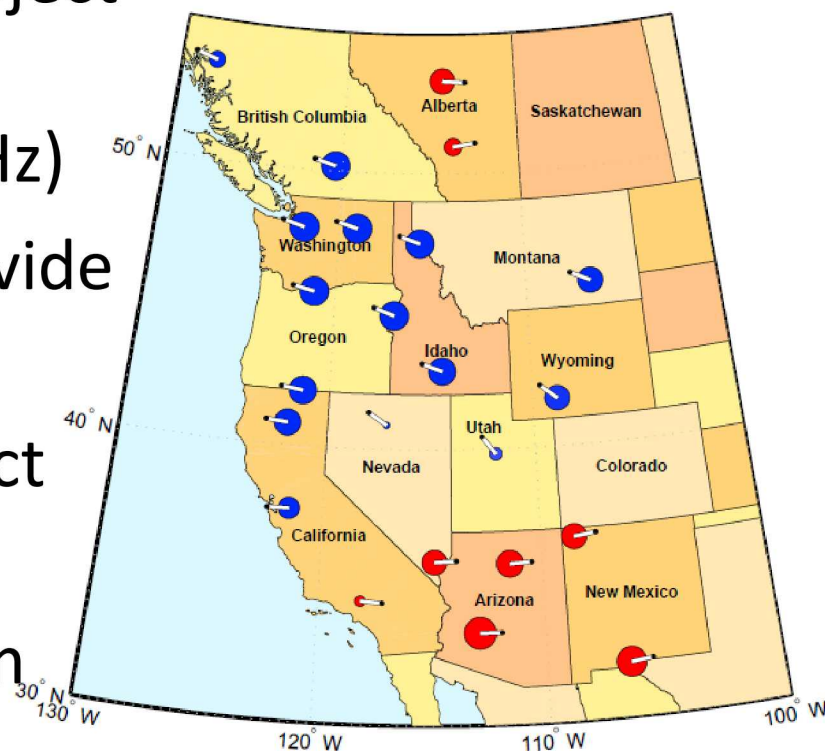 ject
Hz)
vide
ct
n
British Columbia
Alberta
Saskatchewan
50° N
Washington
Montana
Oregon
Idaho
Wyoming
40° N
Utah
Nevada
Colorado
California
Arizona
New Mexico
30° N
130° W
120° W
110° W
100° W